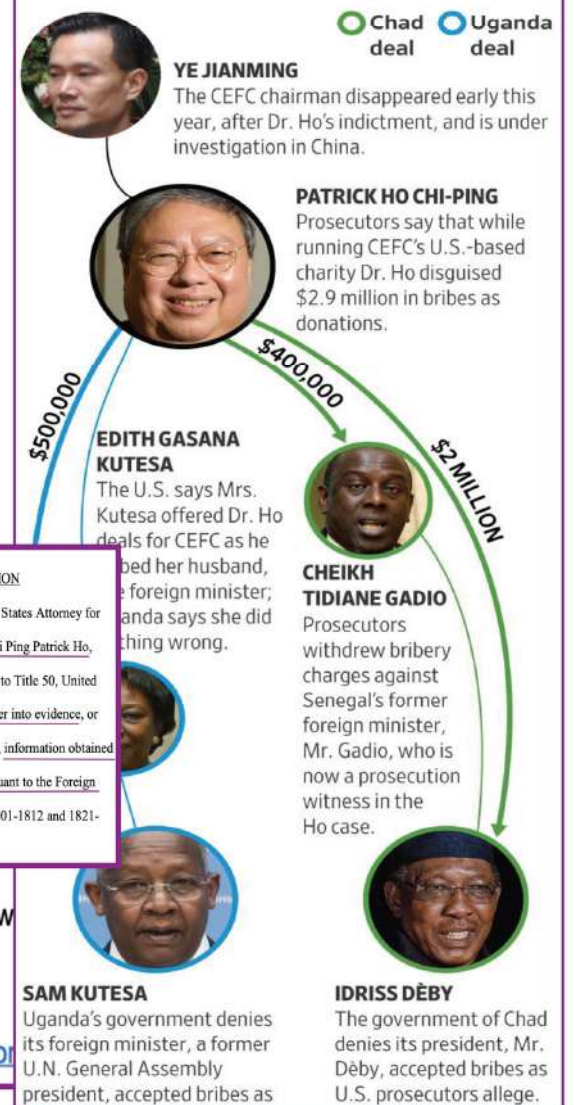 Chad deal
Uganda deal
YE JIANMING
The CEFC chairman disappeared early this
year, after Dr. Ho's indictment, and is under
investigation in China.
PATRICK HO CHI-PING
Prosecutors say that while
running CEFC's U.S.-based
charity Dr. Ho disguised
$2.9 million in bribes as
donations.
$500,000
$400,000
$2 MILLION
EDITH GASANA
KUTESA
The U.S. says Mrs.
Kutesa offered Dr. Ho
deals for CEFC as he
bed her husband,
foreign minister;
anda says she did
thing wrong.
ION
States Attorney for
i Ping Patrick Ho,
to Title 50, United
er into evidence, or
information obtained
uant to the Foreign
01-1812 and 1821-
CHEIKH
TIDIANE GADIO
Prosecutors
withdrew bribery
charges against
Senegal's former
foreign minister,
Mr. Gadio, who is
now a prosecution
witness in the
Ho case.
SAM KUTESA
Uganda's government denies
its foreign minister, a former
U.N. General Assembly
president, accepted bribes as
IDRISS DÈBY
The government of Chad
denies its president, Mr.
Dèby, accepted bribes as
U.S. prosecutors allege.